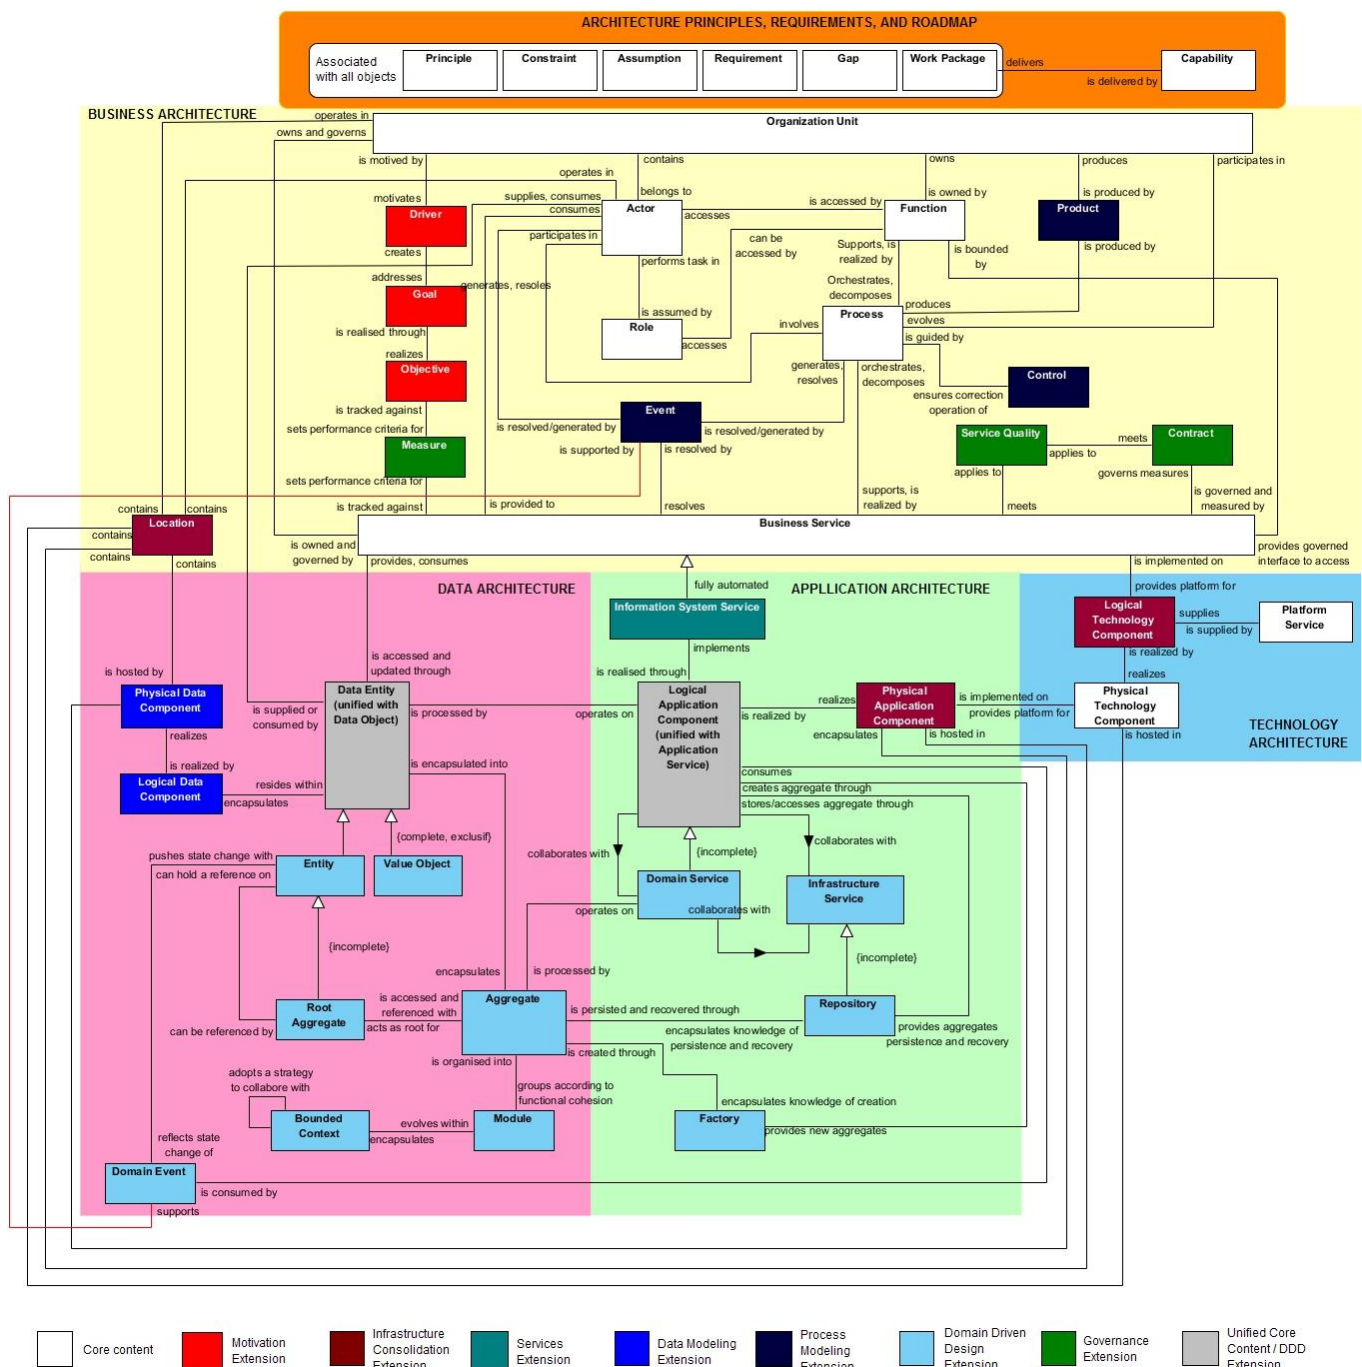 ARCHITECTURE PRINCIPLES, REQUIREMENTS, AND ROADMAP
Associated
with all objects
Principle
Constraint
Assumption
Requirement
Gap
Work Package
delivers
is delivered by
Capability
BUSINESS ARCHITECTURE
operates in
owns and governs
Organization Unit
is motived by
contains
owns
produces
participates in
operates in
motivates
supplies, consumes
belongs to
is owned by
is produced by
Driver
consumes
Actor
accesses
is accessed by
Function
Product
creates
participates in
can be
accessed by
Supports, is
realized by
is bounded
by
is produced by
performs task in
addresses
generates, resoles
Orchestrates,
decomposes
Goal
is assumed by
produces
is realised through
Role
accesses
involves
Process
evolves
is guided by
realizes
Objective
generates,
resolves
orchestrates,
decomposes
Control
ensures correction
operation of
is tracked against
Event
sets performance criteria for
is resolved/generated by
is resolved/generated by
Measure
is supported by
is resolved by
Service Quality
applies to
meets
Contract
sets performance criteria for
applies to
governs measures
is tracked against
is provided to
resolves
supports, is
realized by
meets
is governed and
measured by
contains
contains
Location
contains
contains
contains
Business Service
is owned and
governed by
provides, consumes
is implemented on
provides governed
interface to access
DATA ARCHITECTURE
fully automated
APPLLICATION ARCHITECTURE
provides platform for
Information System Service
implements
Logical
Technology
Component
supplies
is supplied by
Platform
Service
is realized by
is hosted by
is accessed and
updated through
is realised through
realizes
Physical Data
Component
is supplied or
consumed by
Data Entity
(unified with
Data Object)
is processed by
operates on
Logical
Application
Component
(unified with
Application
Service)
realizes
is realized by
Physical
Application
Component
is implemented on
provides platform for
Physical
Technology
Component
encapsulates
is hosted in
is hosted in
TECHNOLOGY
ARCHITECTURE
realizes
is realized by
Logical Data
Component
resides within
encapsulates
is encapsulated into
consumes
creates aggregate through
stores/accesses aggregate through
{complete, exclusif}
collaborates with
{incomplete}
collaborates with
pushes state change with
can hold a reference on
Entity
Value Object
Domain Service
Infrastructure
Service
operates on
collaborates with
{incomplete}
{incomplete}
encapsulates
is processed by
Root
Aggregate
is accessed and
referenced with
acts as root for
can be referenced by
Aggregate
is persisted and recovered through
encapsulates knowledge of
persistence and recovery
Repository
provides aggregates
persistence and recovery
is organised into
is created through
adopts a strategy
to collabore with
groups according to
functional cohesion
encapsulates knowledge of creation
Bounded
Context
evolves within
encapsulates
Module
Factory
provides new aggregates
reflects state
change of
Domain Event
is consumed by
supports
Core content
Motivation
Extension
Infrastructure
Consolidation
Extension
Services
Extension
Data Modeling
Extension
Process
Modeling
Extension
Domain Driven
Design
Extension
Governance
Extension
Unified Core
Content / DDD
Extension